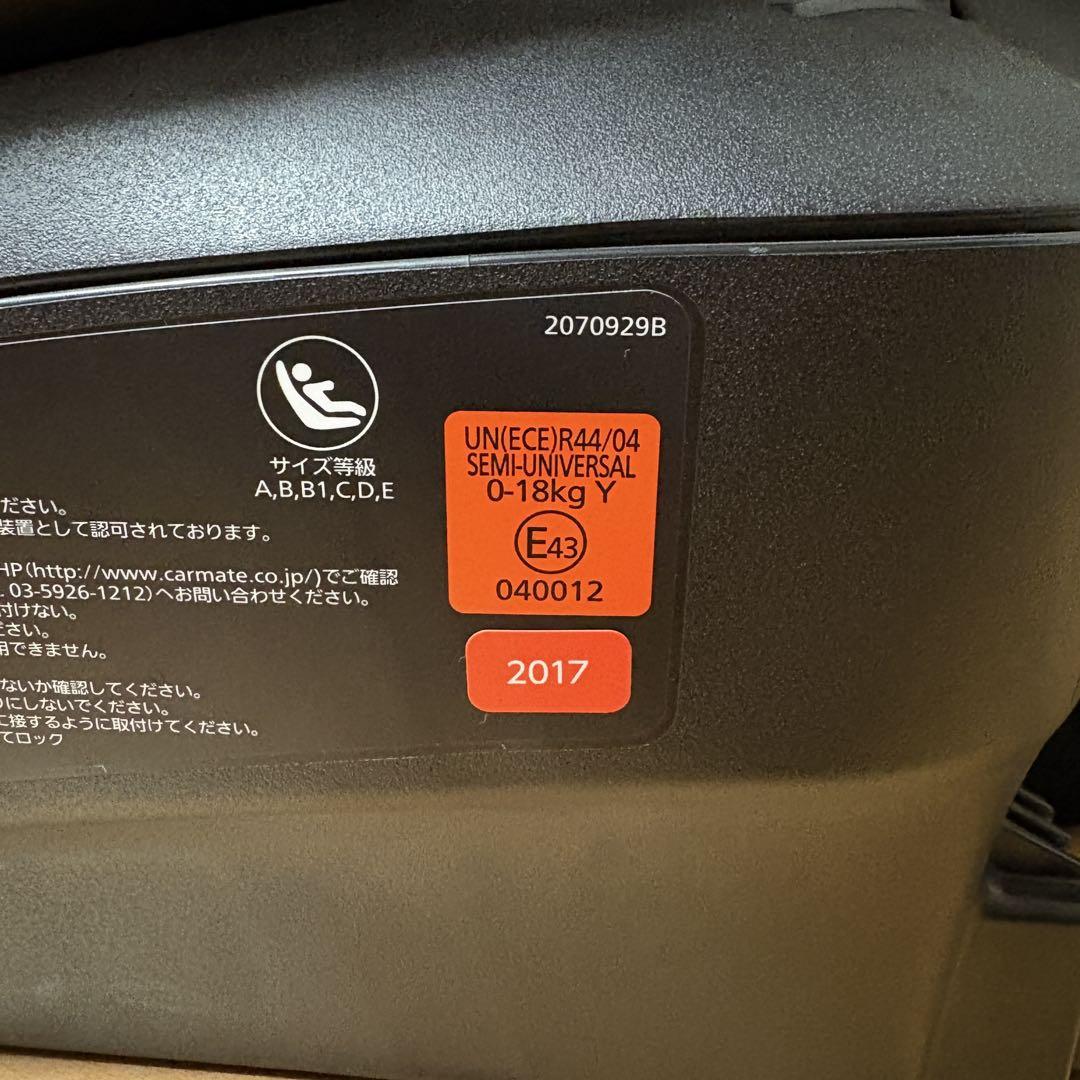 2070929B
サイズ等級
A,B,B1,C,D,E
UN(ECE)R44/04
SEMI-UNIVERSAL
0-18kg Y
E43
040012
2017
ださい。
装置として認可されております。
HP(http://www.carmate.co.jp/)でご確認
. 03-5926-1212)へお問い合わせください。
付けない。
ださい。
用できません。
ないか確認してください。
りにしないでください。
に接するように取付けてください。
てロック